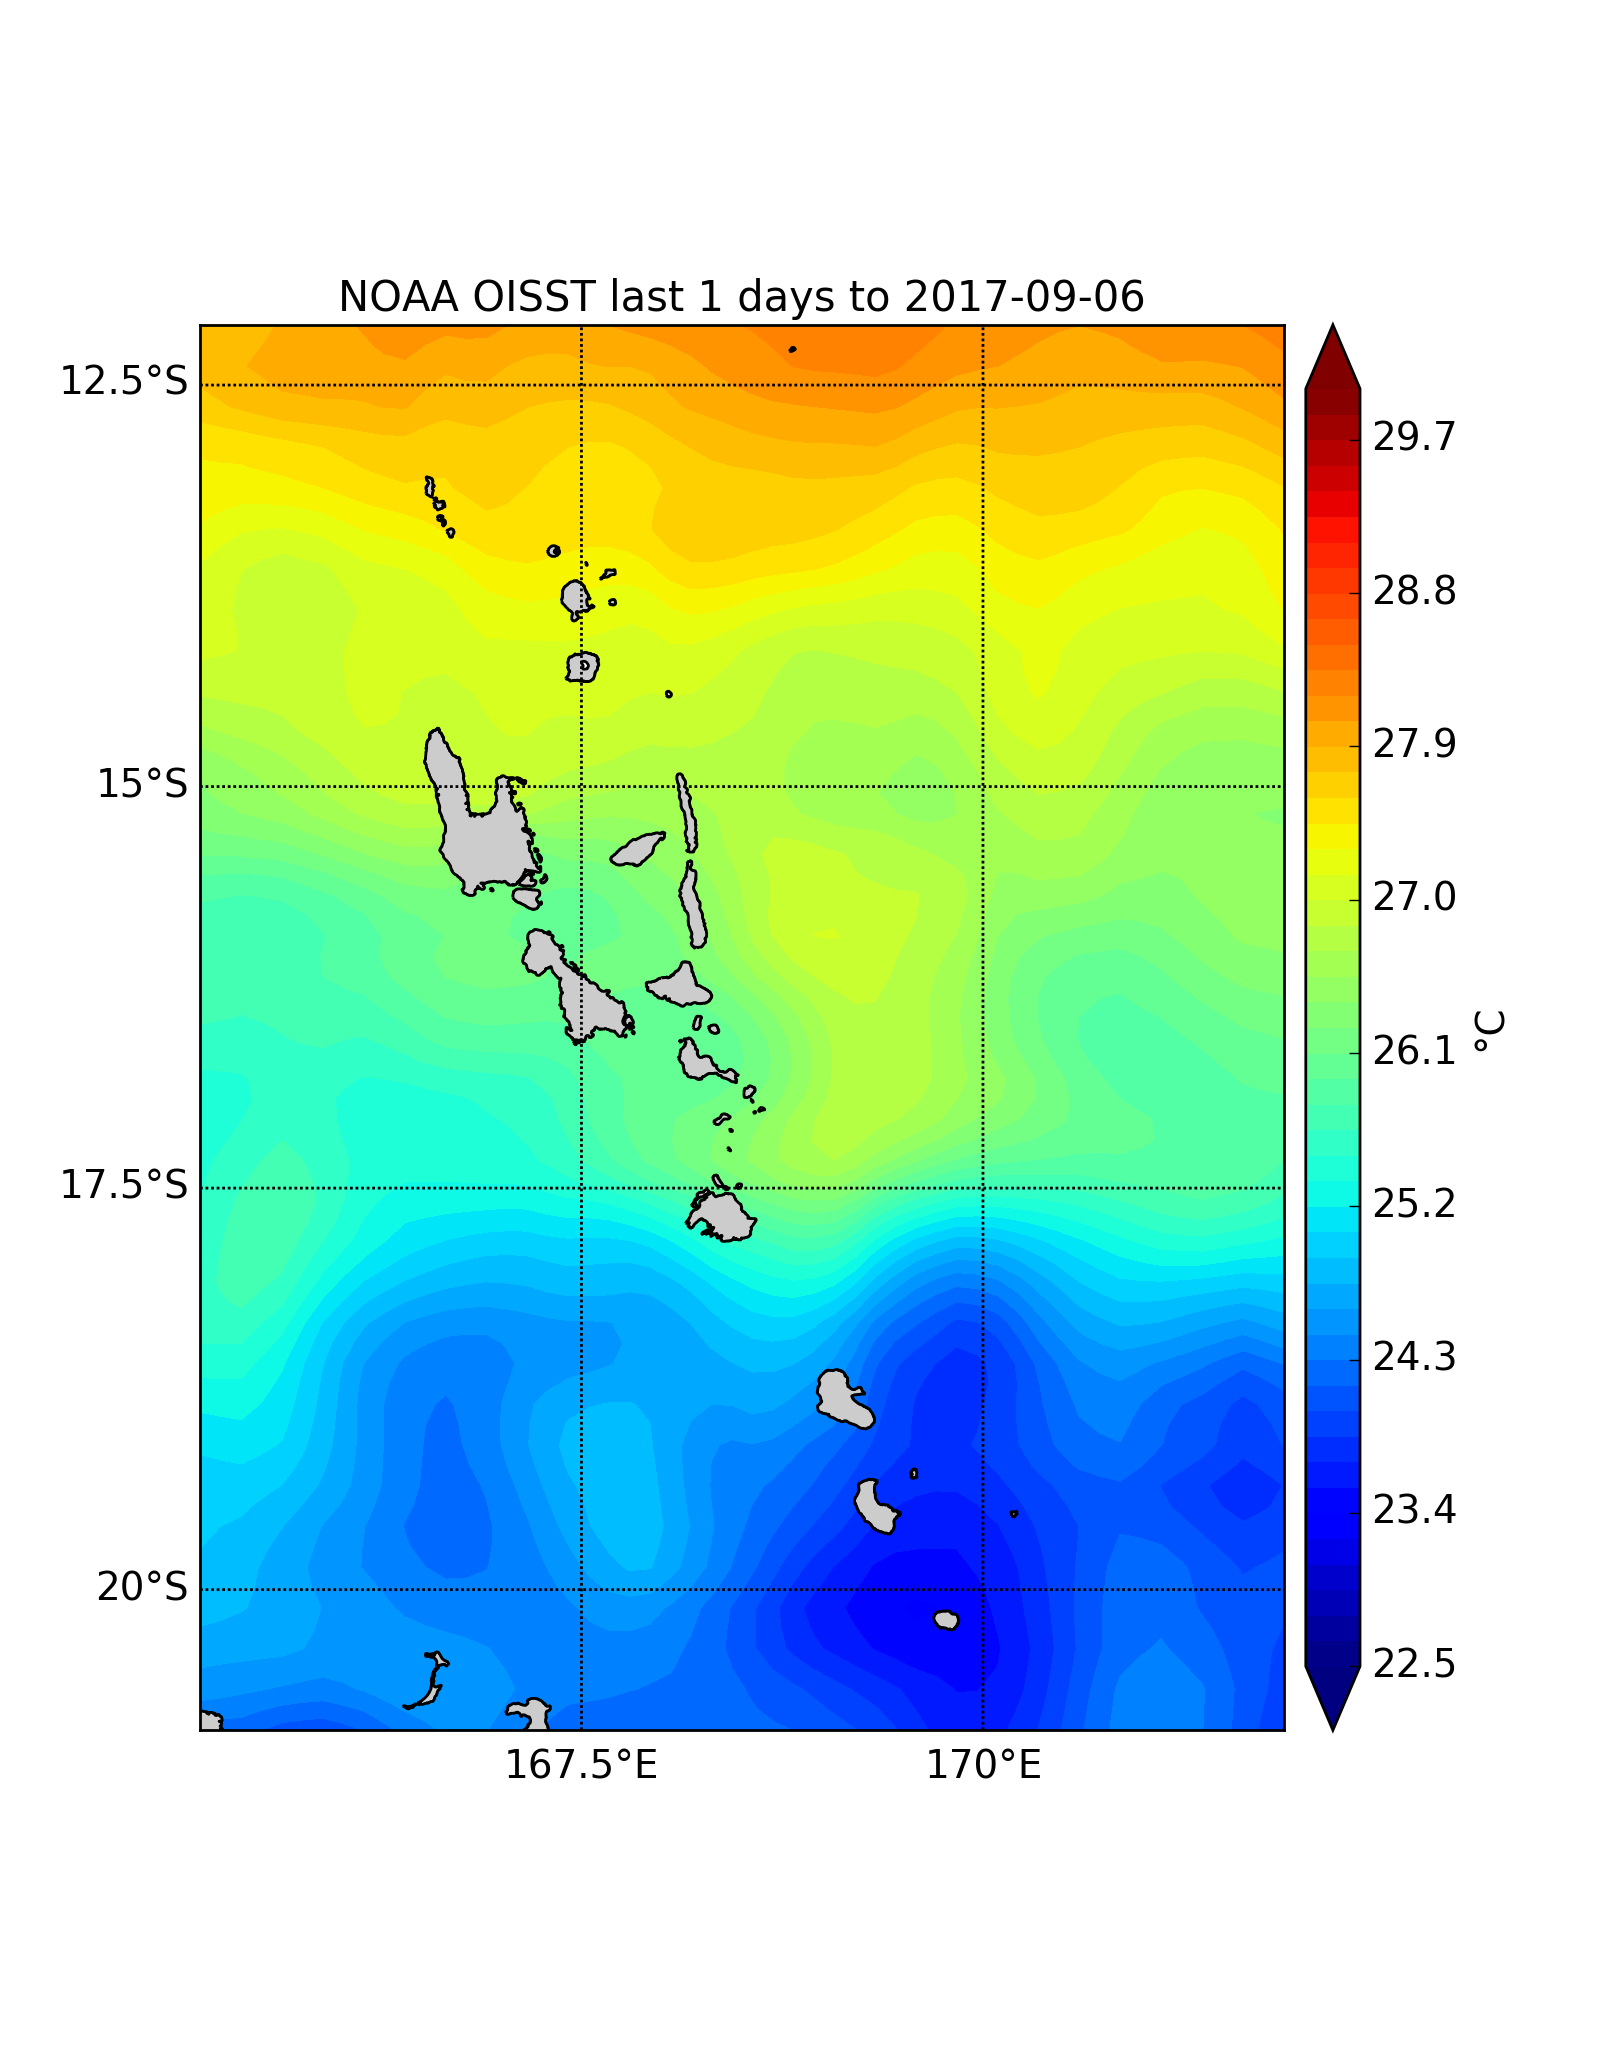 NOAA OISST last 1 days to 2017-09-06
12.5°S
15°S
17.5°S
20°S
167.5°E
170°E
29.7
28.8
27.9
27.0
26.1
25.2
24.3
23.4
22.5
°C